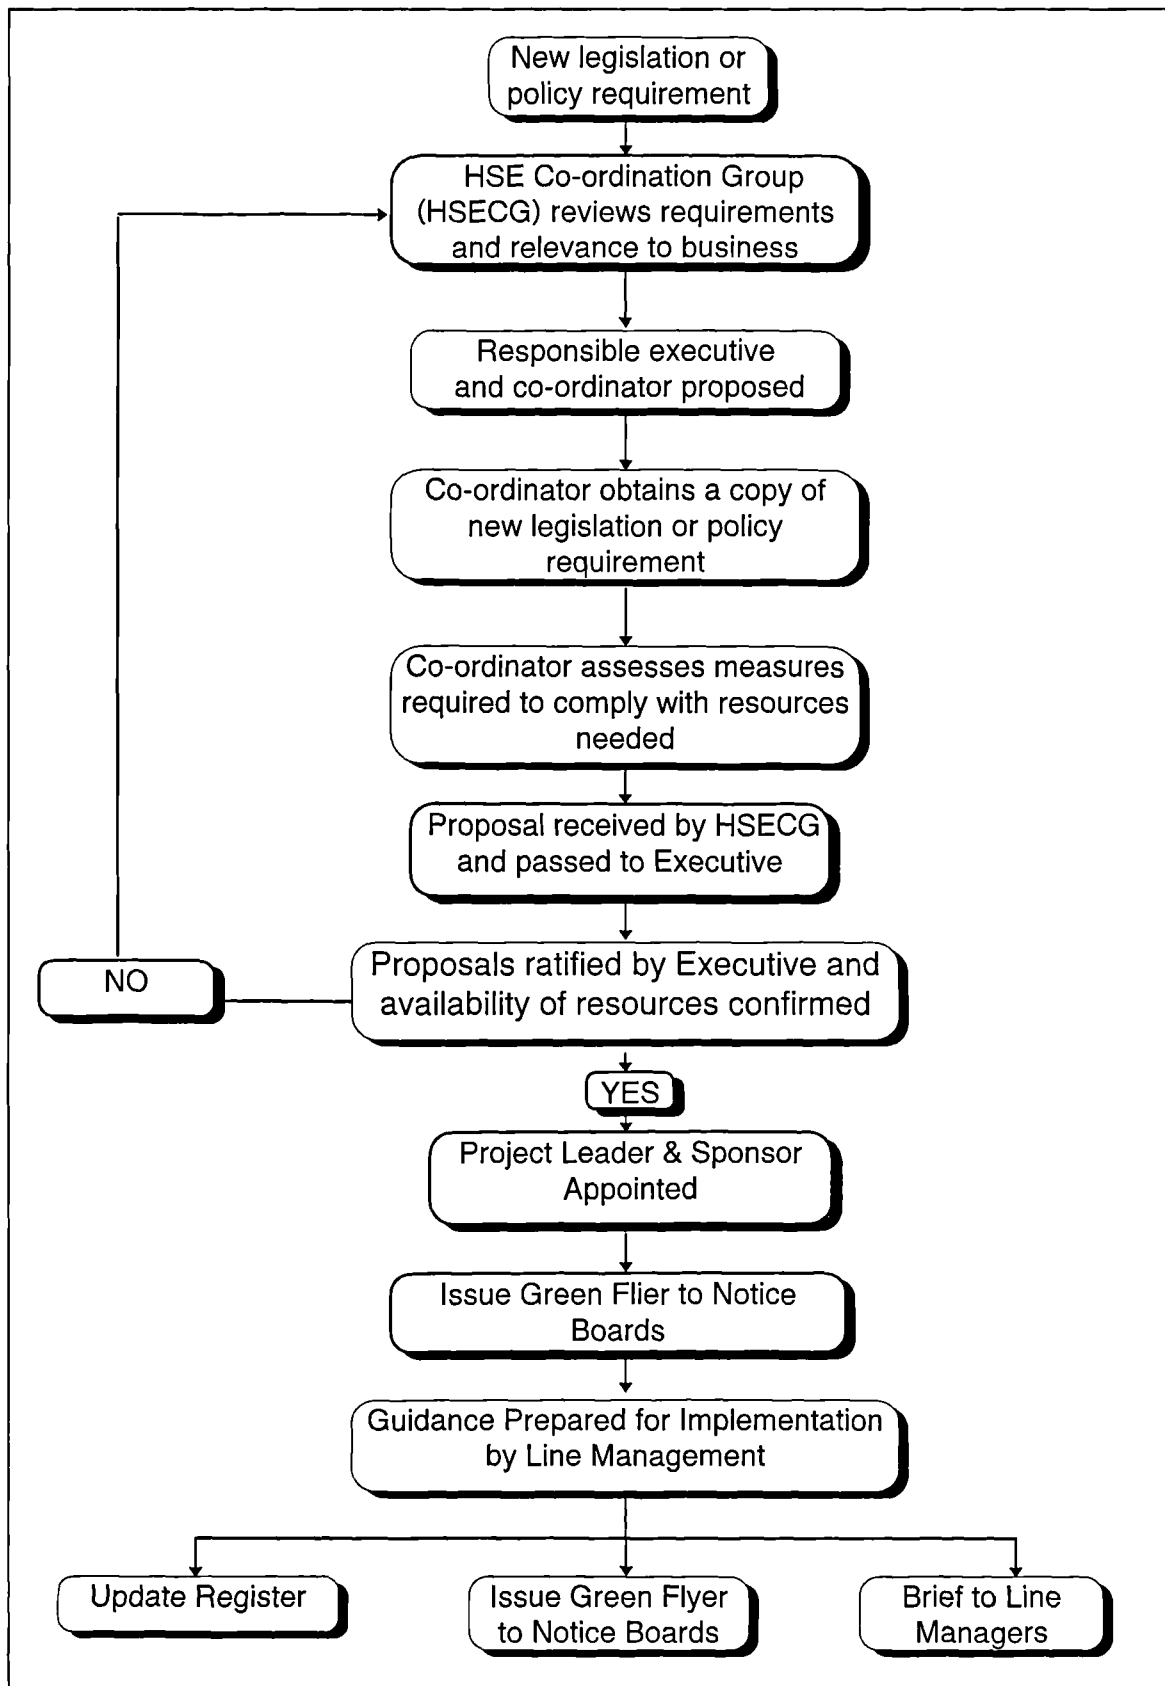 New legislation or
policy requirement
HSE Co-ordination Group
(HSECG) reviews requirements
and relevance to business
Responsible executive
and co-ordinator proposed
Co-ordinator obtains a copy of
new legislation or policy
requirement
Co-ordinator assesses measures
required to comply with resources
needed
Proposal received by HSECG
and passed to Executive
Proposals ratified by Executive and
availability of resources confirmed
NO
YES
Project Leader & Sponsor
Appointed
Issue Green Flier to Notice
Boards
Guidance Prepared for Implementation
by Line Management
Update Register
Issue Green Flyer
to Notice Boards
Brief to Line
Managers